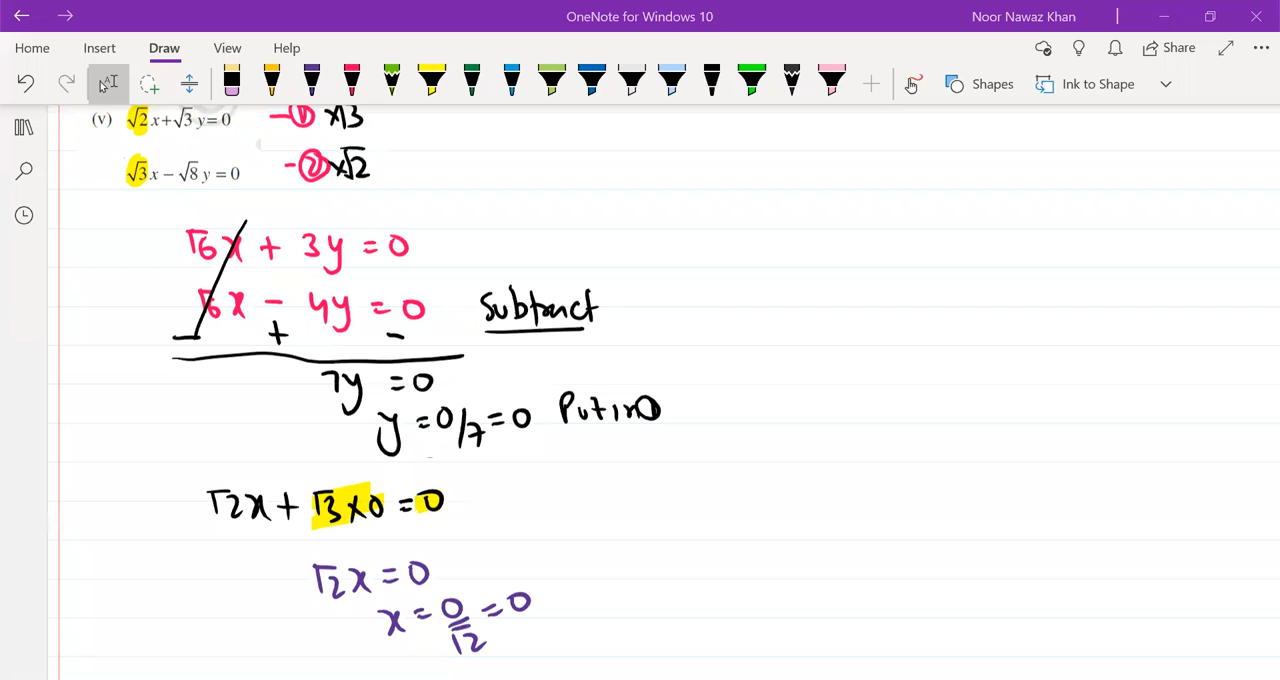 OneNote for Windows 10
Noor Nawaz Khan
Home Insert Draw View Help
Share
Shapes
Ink to Shape
(v) √2 x+√3 y=0 -① ×√3
√3 x − √8 y = 0 -② ×√2
√6x + 3y = 0
√6x - 4y = 0 Subtract
- + -
7y = 0
y = 0/7 = 0 Put in ①
√2x + √3×0 = 0
√2x = 0
x = 0/√2 = 0